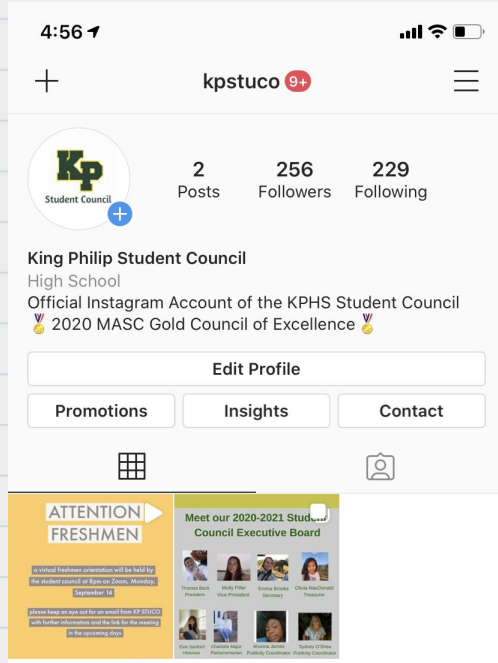 4:56
kpstuco 9+
Kp
Student Council
2 256 229
Posts Followers Following
King Philip Student Council
High School
Official Instagram Account of the KPHS Student Council
🏅 2020 MASC Gold Council of Excellence 🏅
Edit Profile
Promotions Insights Contact
ATTENTION
FRESHMEN
a virtual freshmen orientation will be held by
the student council at 8pm on Zoom, Monday,
September 14
please keep an eye out for an email from KP STUCO
with further information and the link for the meeting
in the upcoming days
Meet our 2020-2021 Student
Council Executive Board
Thomas Beck Molly Piller Emma Brooks Olivia MacDonald
President Vice President Secretary Treasurer
Sanford Charlotte Major Ahunna James Sydney O'Shea
Historian Parliamentarian Publicity Coordinator Publicity Coordinator